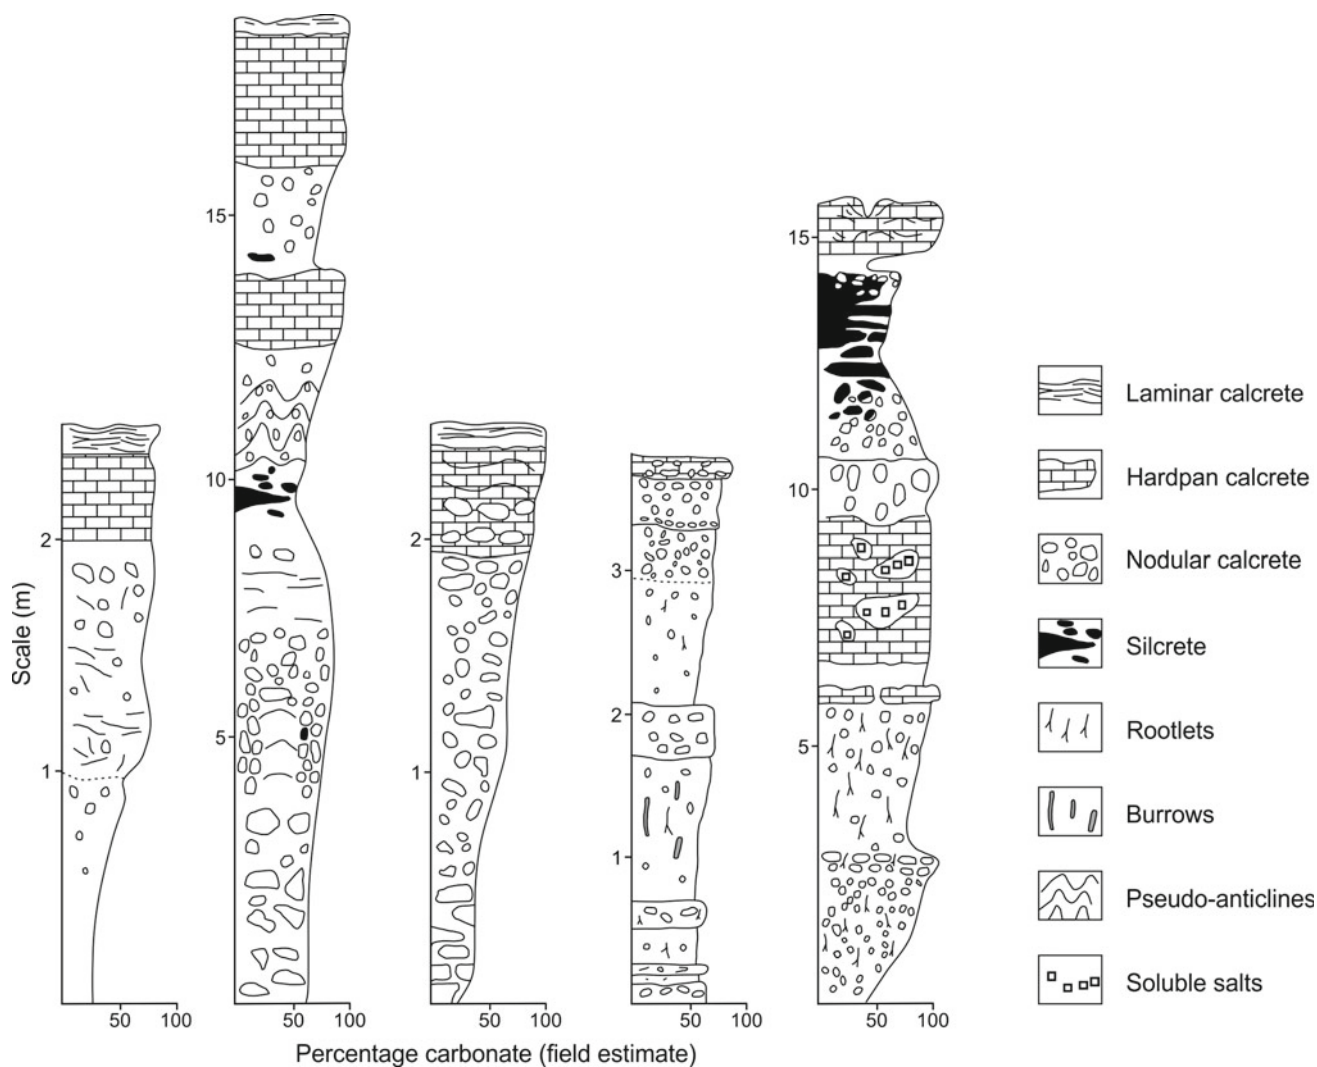 Scale (m)
2
1
50 100
15
10
5
50 100
2
1
50 100
3
2
1
50 100
15
10
5
50 100
Percentage carbonate (field estimate)
Laminar calcrete
Hardpan calcrete
Nodular calcrete
Silcrete
Rootlets
Burrows
Pseudo-anticlines
Soluble salts